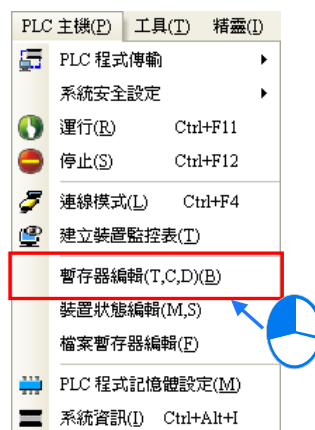 PLC 主機(P) 工具(T) 精靈(I)
PLC 程式傳輸
系統安全設定
運行(R) Ctrl+F11
停止(S) Ctrl+F12
連線模式(L) Ctrl+F4
建立裝置監控表(T)
暫存器編輯(T,C,D)(B)
裝置狀態編輯(M,S)
檔案暫存器編輯(F)
PLC 程式記憶體設定(M)
系統資訊(I) Ctrl+Alt+I